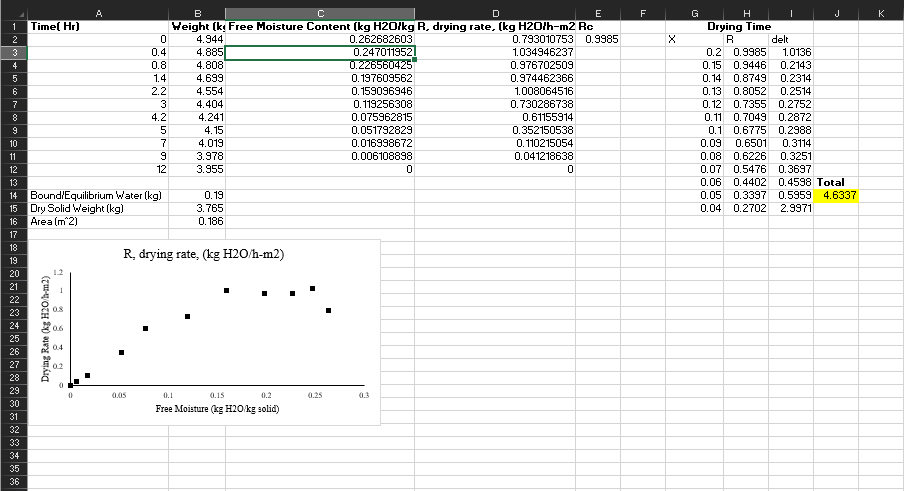 A B C D E F G H I J K
1 Time( Hr) Weight (k Free Moisture Content (kg H2O/kg R, drying rate, (kg H2O/h-m2 Rc Drying Time
2 0 4.944 0.262682603 0.793010753 0.9985 X R delt
3 0.4 4.885 0.247011952 1.034946237 0.2 0.9985 1.0136
4 0.8 4.808 0.226560425 0.976702509 0.15 0.9446 0.2143
5 1.4 4.699 0.197609562 0.974462366 0.14 0.8749 0.2314
6 2.2 4.554 0.159096946 1.008064516 0.13 0.8052 0.2514
7 3 4.404 0.119256308 0.730286738 0.12 0.7355 0.2752
8 4.2 4.241 0.075962815 0.61155914 0.11 0.7049 0.2872
9 5 4.15 0.051792829 0.352150538 0.1 0.6775 0.2988
10 7 4.019 0.016998672 0.110215054 0.09 0.6501 0.3114
11 9 3.978 0.006108898 0.041218638 0.08 0.6226 0.3251
12 12 3.955 0 0 0.07 0.5476 0.3697
13 0.06 0.4402 0.4598 Total
14 Bound/Equilibrium Water (kg) 0.19 0.05 0.3397 0.5959 4.6337
15 Dry Solid Weight (kg) 3.765 0.04 0.2702 2.9971
16 Area (m^2) 0.186
17
18
19
20
21
22
23
24
25
26
27
28
29
30
31
32
33
34
35
36
R, drying rate, (kg H2O/h-m2)
Drying Rate (kg H2O/h-m2)
1.2
1
0.8
0.6
0.4
0.2
0
0 0.05 0.1 0.15 0.2 0.25 0.3
Free Moisture (kg H2O/kg solid)